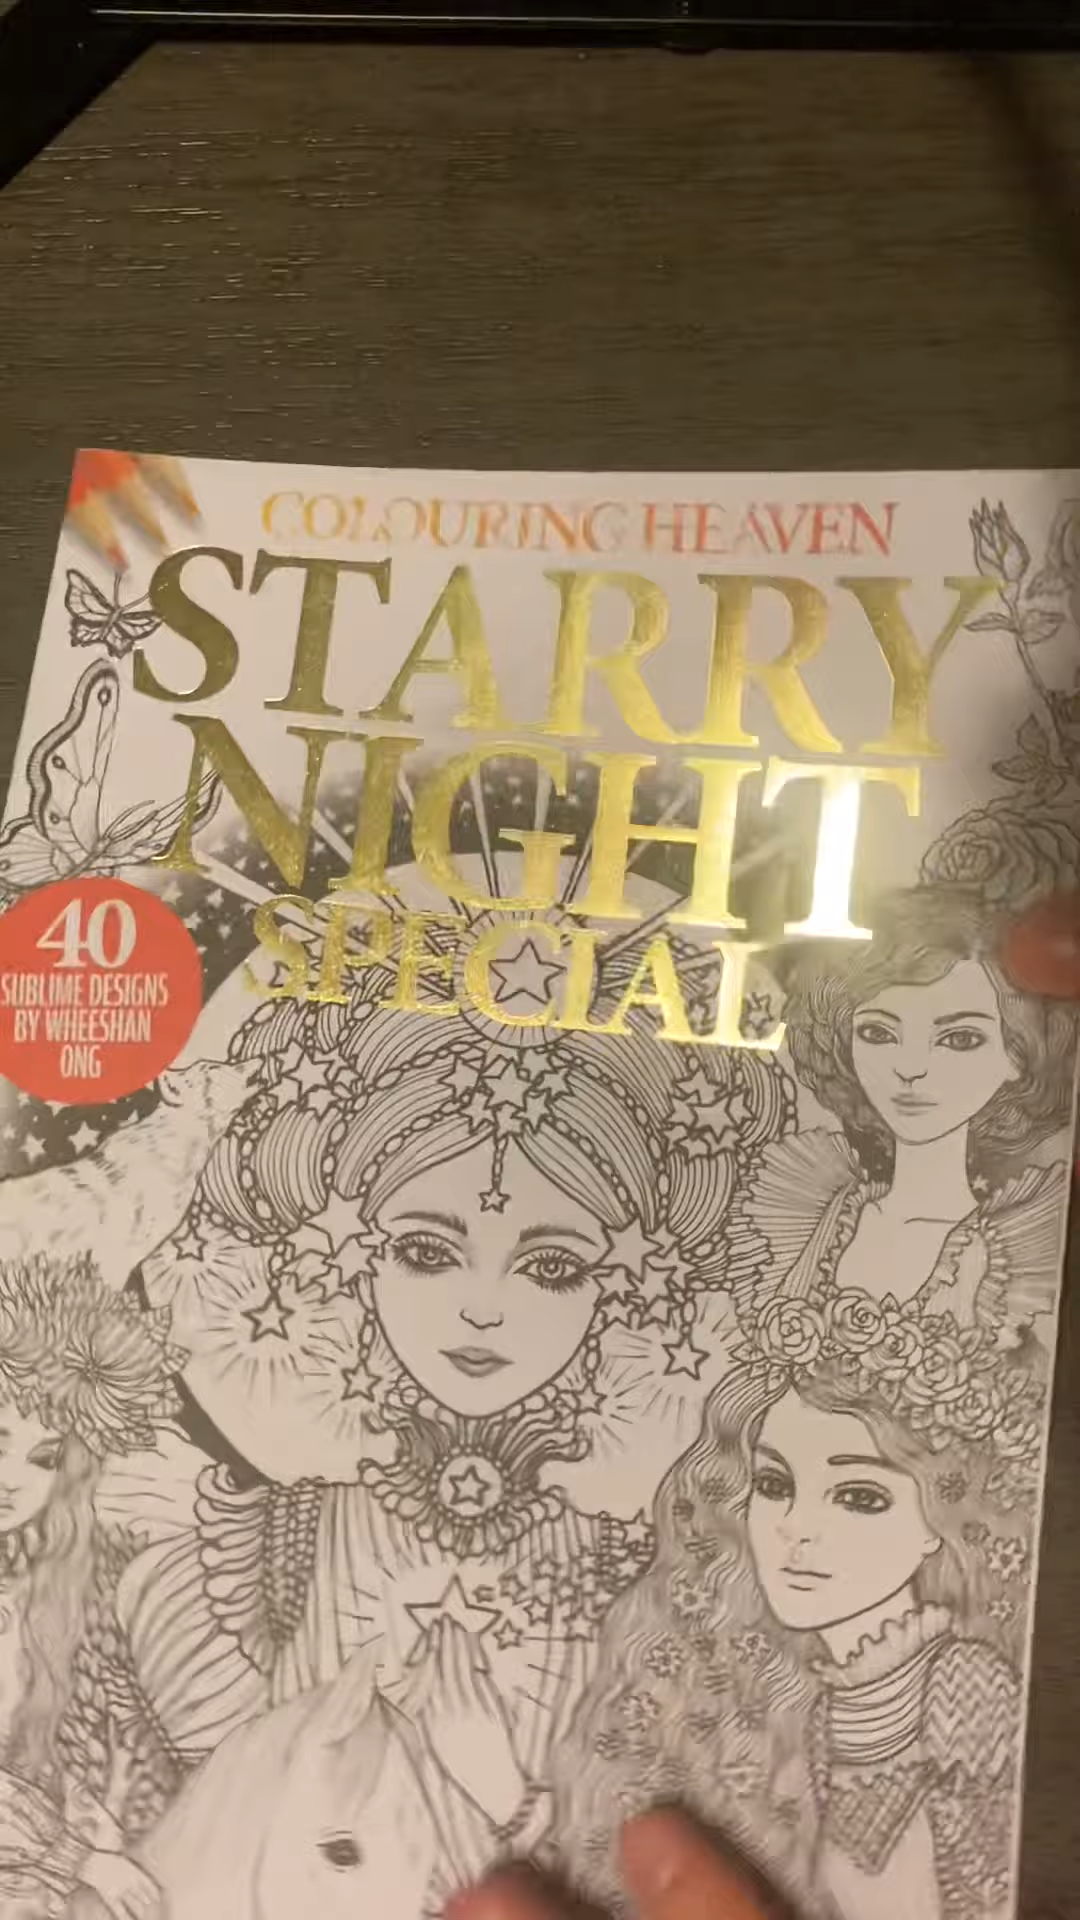 COLOURING HEAVEN
STARRY
NIGHT
SPECIAL
40
SUBLIME DESIGNS
BY WHEESHAN
ONG